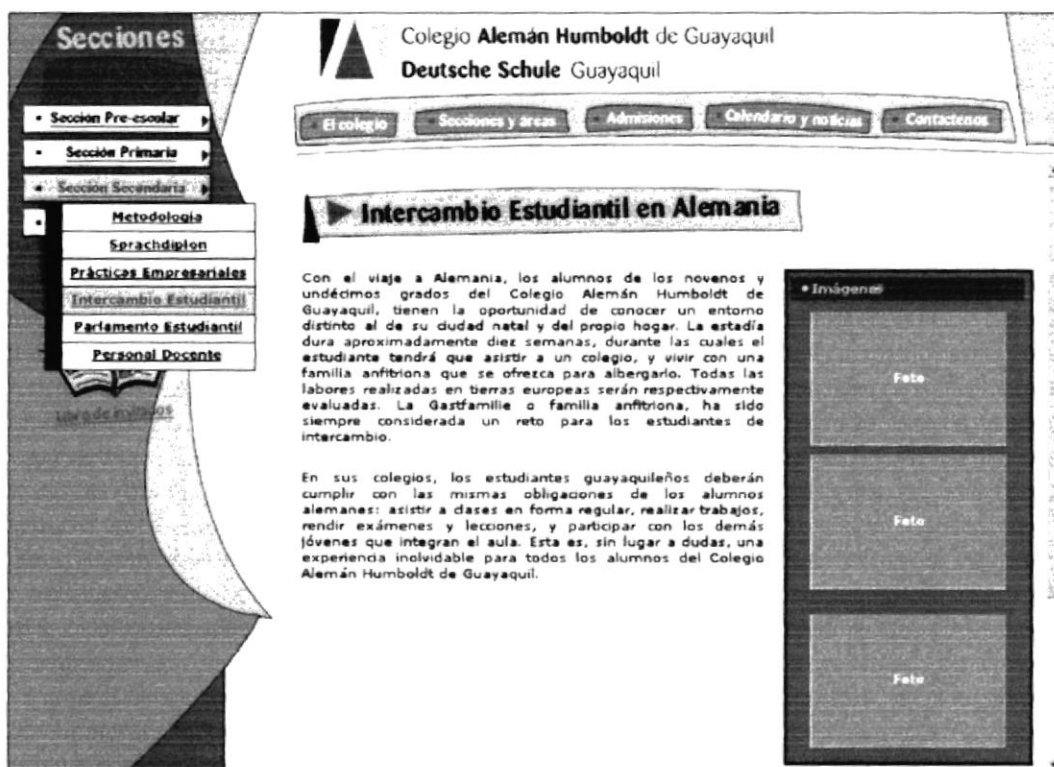 Secciones
• Sección Pre-escolar
• Sección Primaria
• Sección Secundaria
•
Metodología
Sprachdiplon
Prácticas Empresariales
Intercambio Estudiantil
Parlamento Estudiantil
Personal Docente
Libro de invitados
Colegio Alemán Humboldt de Guayaquil
Deutsche Schule Guayaquil
• El colegio
• Secciones y áreas
• Admisiones
• Calendario y noticias
• Contactenos
Intercambio Estudiantil en Alemania
Con el viaje a Alemania, los alumnos de los novenos y
undécimos grados del Colegio Alemán Humboldt de
Guayaquil, tienen la oportunidad de conocer un entorno
distinto al de su ciudad natal y del propio hogar. La estadía
dura aproximadamente diez semanas, durante las cuales el
estudiante tendrá que asistir a un colegio, y vivir con una
familia anfitriona que se ofrezca para albergarlo. Todas las
labores realizadas en tierras europeas serán respectivamente
evaluadas. La Gastfamilie o familia anfitriona, ha sido
siempre considerada un reto para los estudiantes de
intercambio.
En sus colegios, los estudiantes guayaquileños deberán
cumplir con las mismas obligaciones de los alumnos
alemanes: asistir a clases en forma regular, realizar trabajos,
rendir exámenes y lecciones, y participar con los demás
jóvenes que integran el aula. Esta es, sin lugar a dudas, una
experiencia inolvidable para todos los alumnos del Colegio
Alemán Humboldt de Guayaquil.
• Imágenes
Foto
Foto
Foto